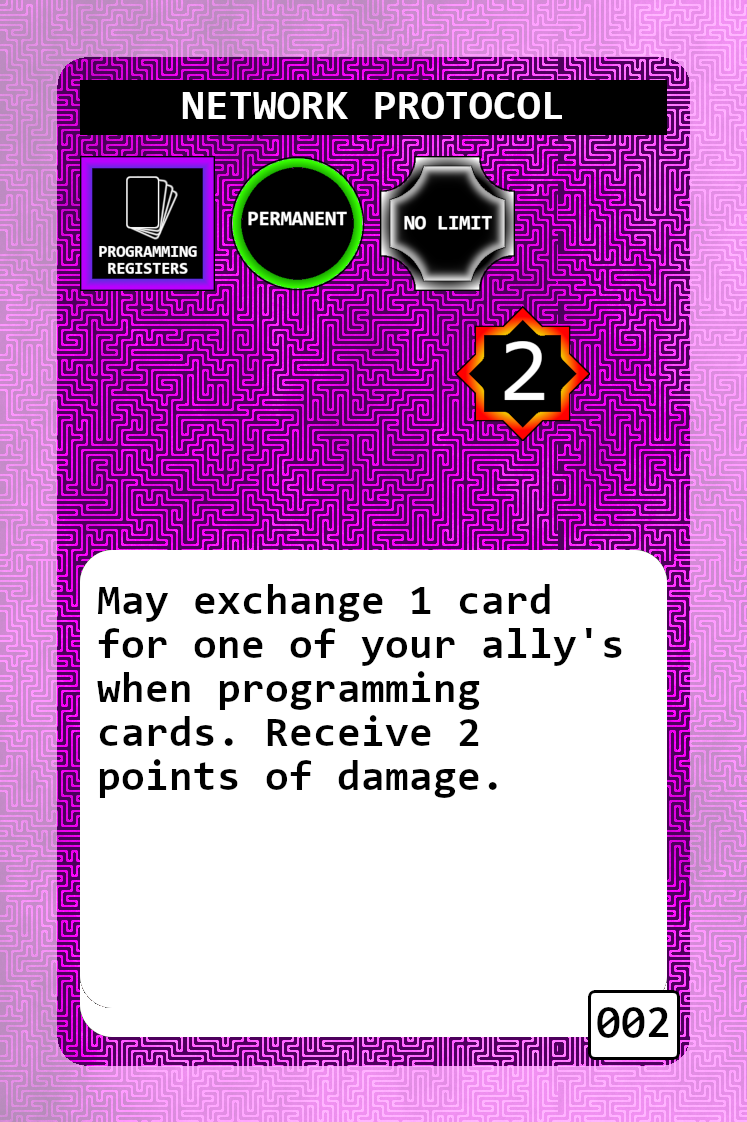 NETWORK PROTOCOL
PROGRAMMING
REGISTERS
PERMANENT
NO LIMIT
2
May exchange 1 card
for one of your ally's
when programming
cards. Receive 2
points of damage.
002